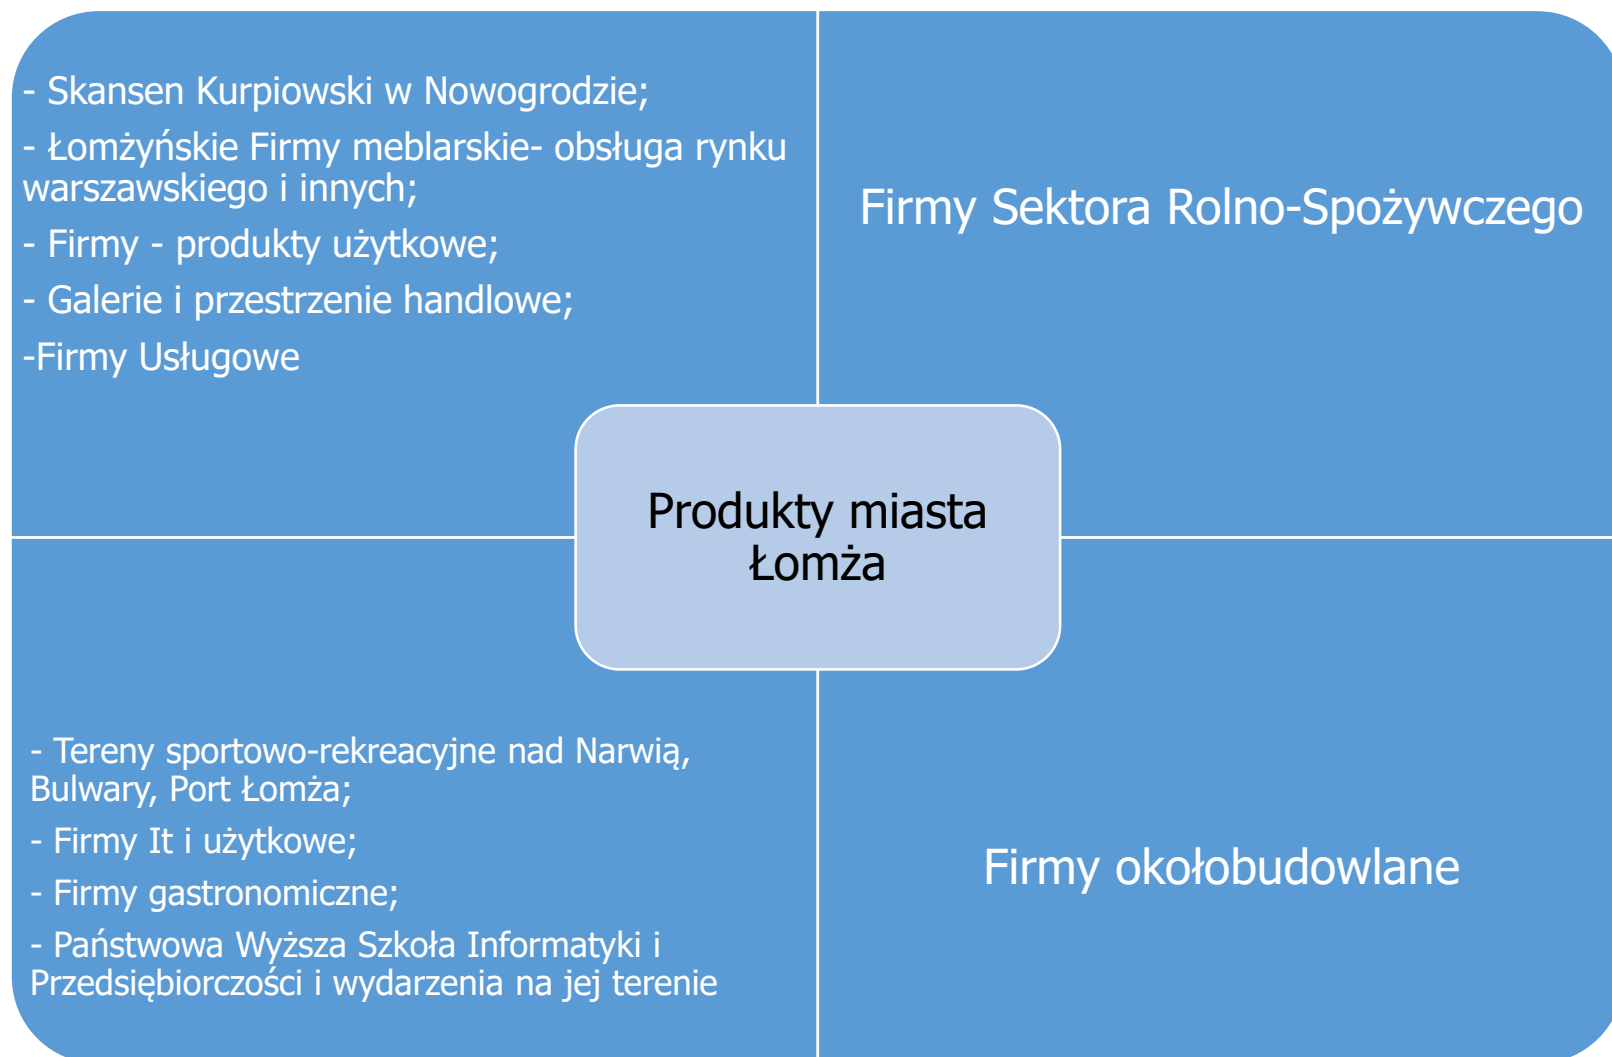 - Skansen Kurpiowski w Nowogrodzie;
- Łomżyńskie Firmy meblarskie- obsługa rynku
warszawskiego i innych;
- Firmy - produkty użytkowe;
- Galerie i przestrzenie handlowe;
-Firmy Usługowe
Firmy Sektora Rolno-Spożywczego
Produkty miasta
Łomża
- Tereny sportowo-rekreacyjne nad Narwią,
Bulwary, Port Łomża;
- Firmy It i użytkowe;
- Firmy gastronomiczne;
- Państwowa Wyższa Szkoła Informatyki i
Przedsiębiorczości i wydarzenia na jej terenie
Firmy okołobudowlane